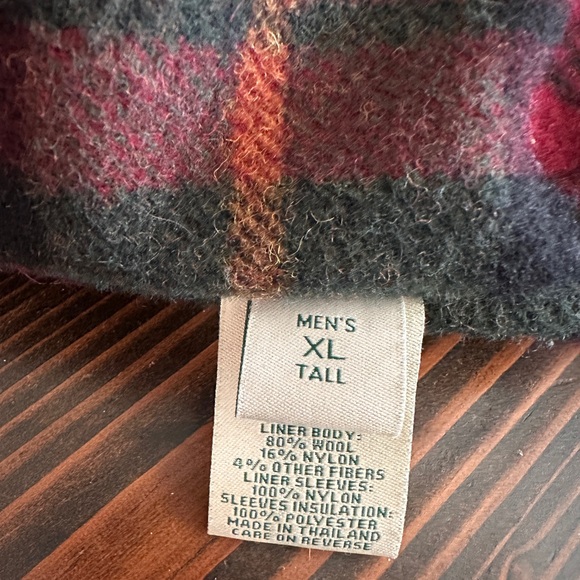 MEN'S
XL
TALL
LINER BODY:
80% WOOL
16% NYLON
4% OTHER FIBERS
LINER SLEEVES:
100% NYLON
SLEEVES INSULATION:
100% POLYESTER
MADE IN THAILAND
CARE ON REVERSE